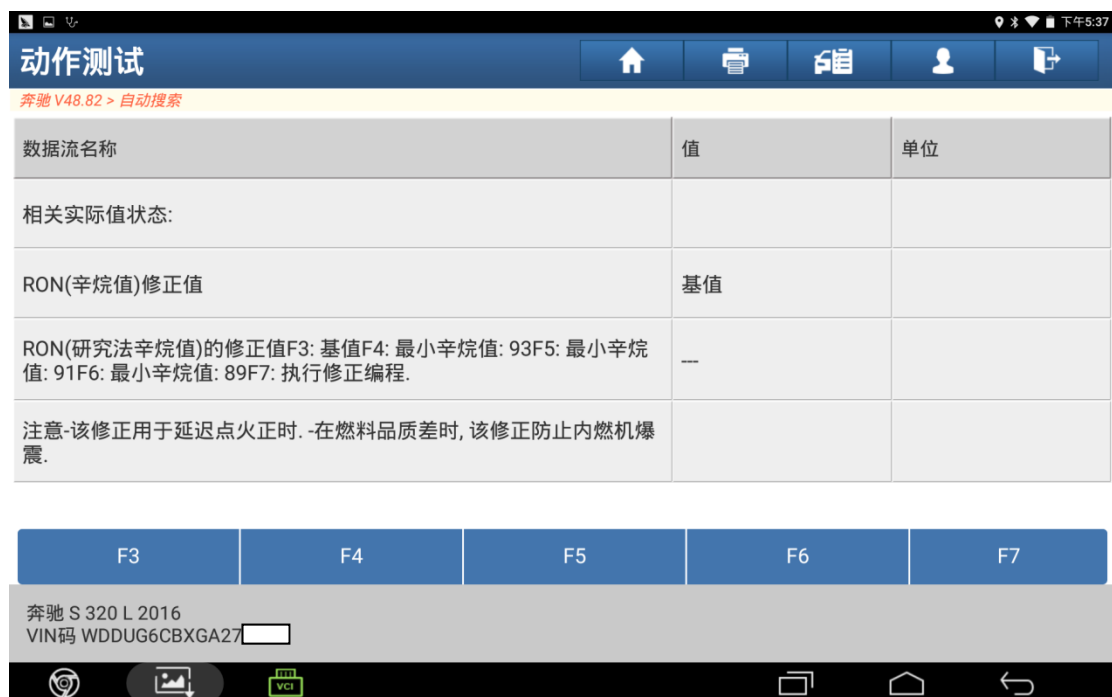 下午5:37
动作测试
奔驰 V48.82 > 自动搜索
数据流名称 值 单位
相关实际值状态:
RON(辛烷值)修正值 基值
RON(研究法辛烷值)的修正值F3: 基值F4: 最小辛烷值: 93F5: 最小辛烷
值: 91F6: 最小辛烷值: 89F7: 执行修正编程. ---
注意-该修正用于延迟点火正时. -在燃料品质差时, 该修正防止内燃机爆
震.
F3 F4 F5 F6 F7
奔驰 S 320 L 2016
VIN码 WDDUG6CBXGA27
VCI